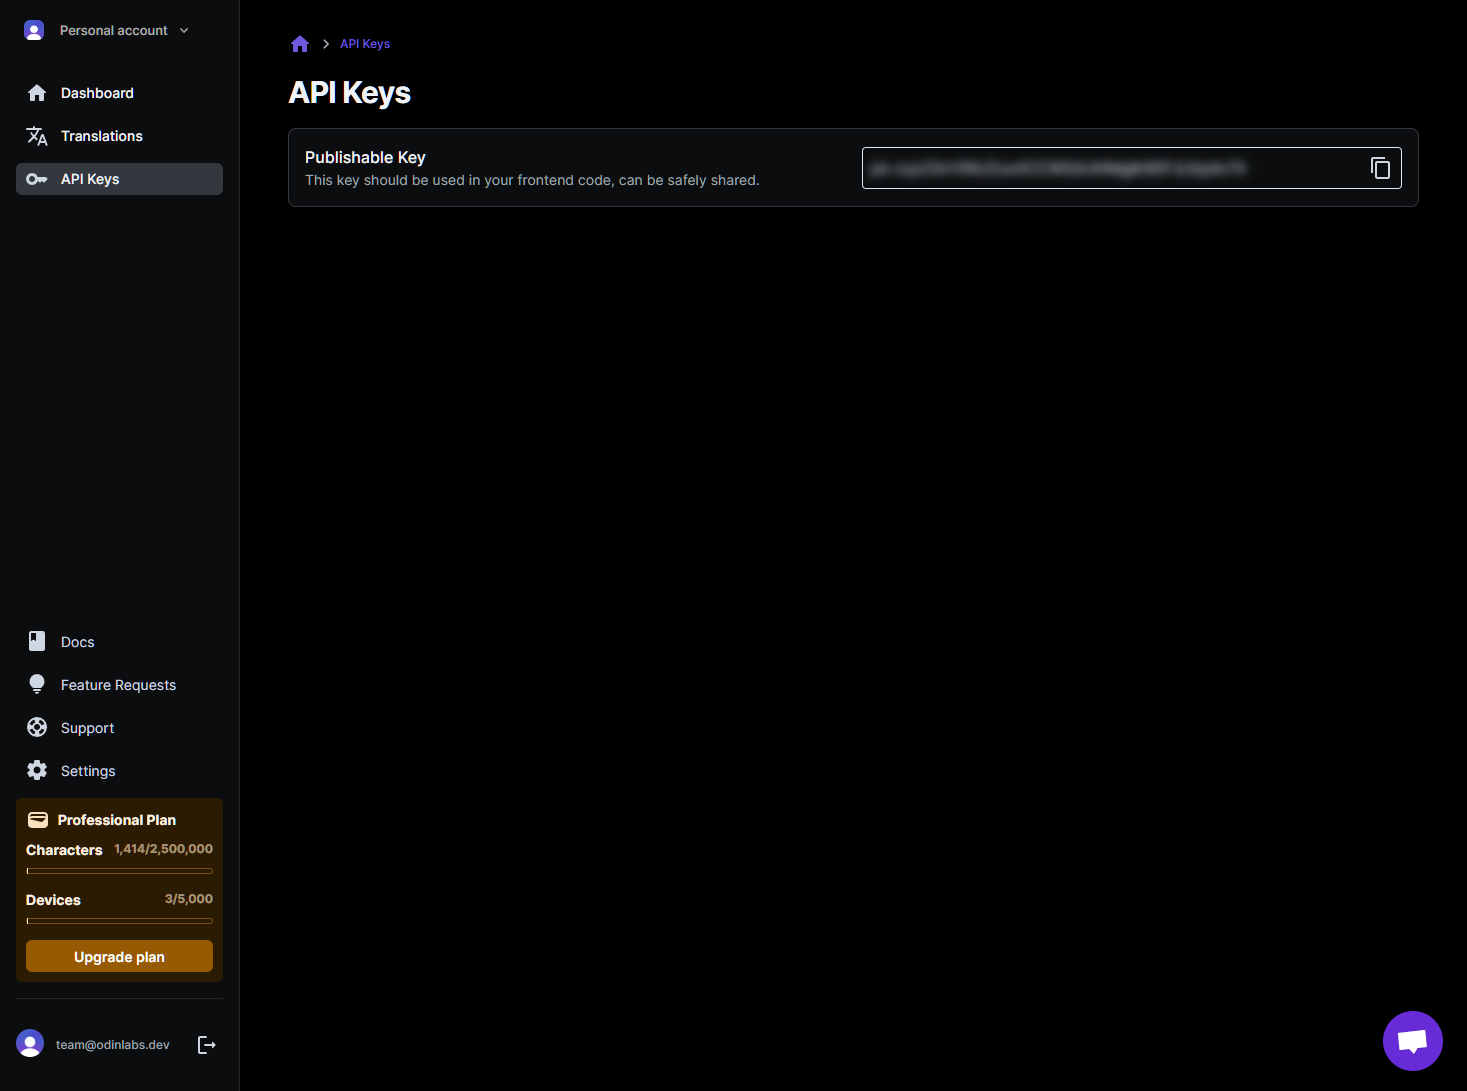 Personal account
Dashboard
Translations
API Keys
API Keys
API Keys
Publishable Key
This key should be used in your frontend code, can be safely shared.
Docs
Feature Requests
Support
Settings
Professional Plan
Characters 1,414/2,500,000
Devices 3/5,000
Upgrade plan
team@odinlabs.dev